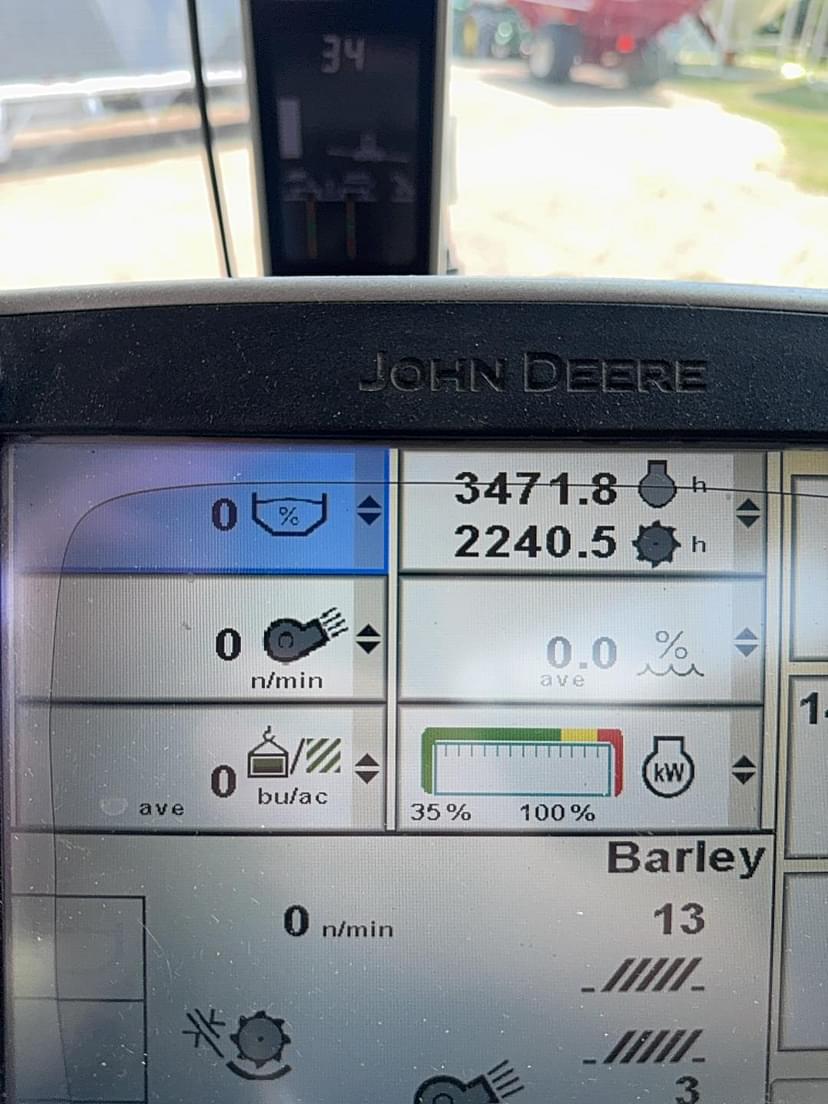 34
JOHN DEERE
0 %
3471.8 h
2240.5 h
0
n/min
0.0 %
ave
0
bu/ac
ave
kW
35 % 100 %
Barley
0 n/min
13
3